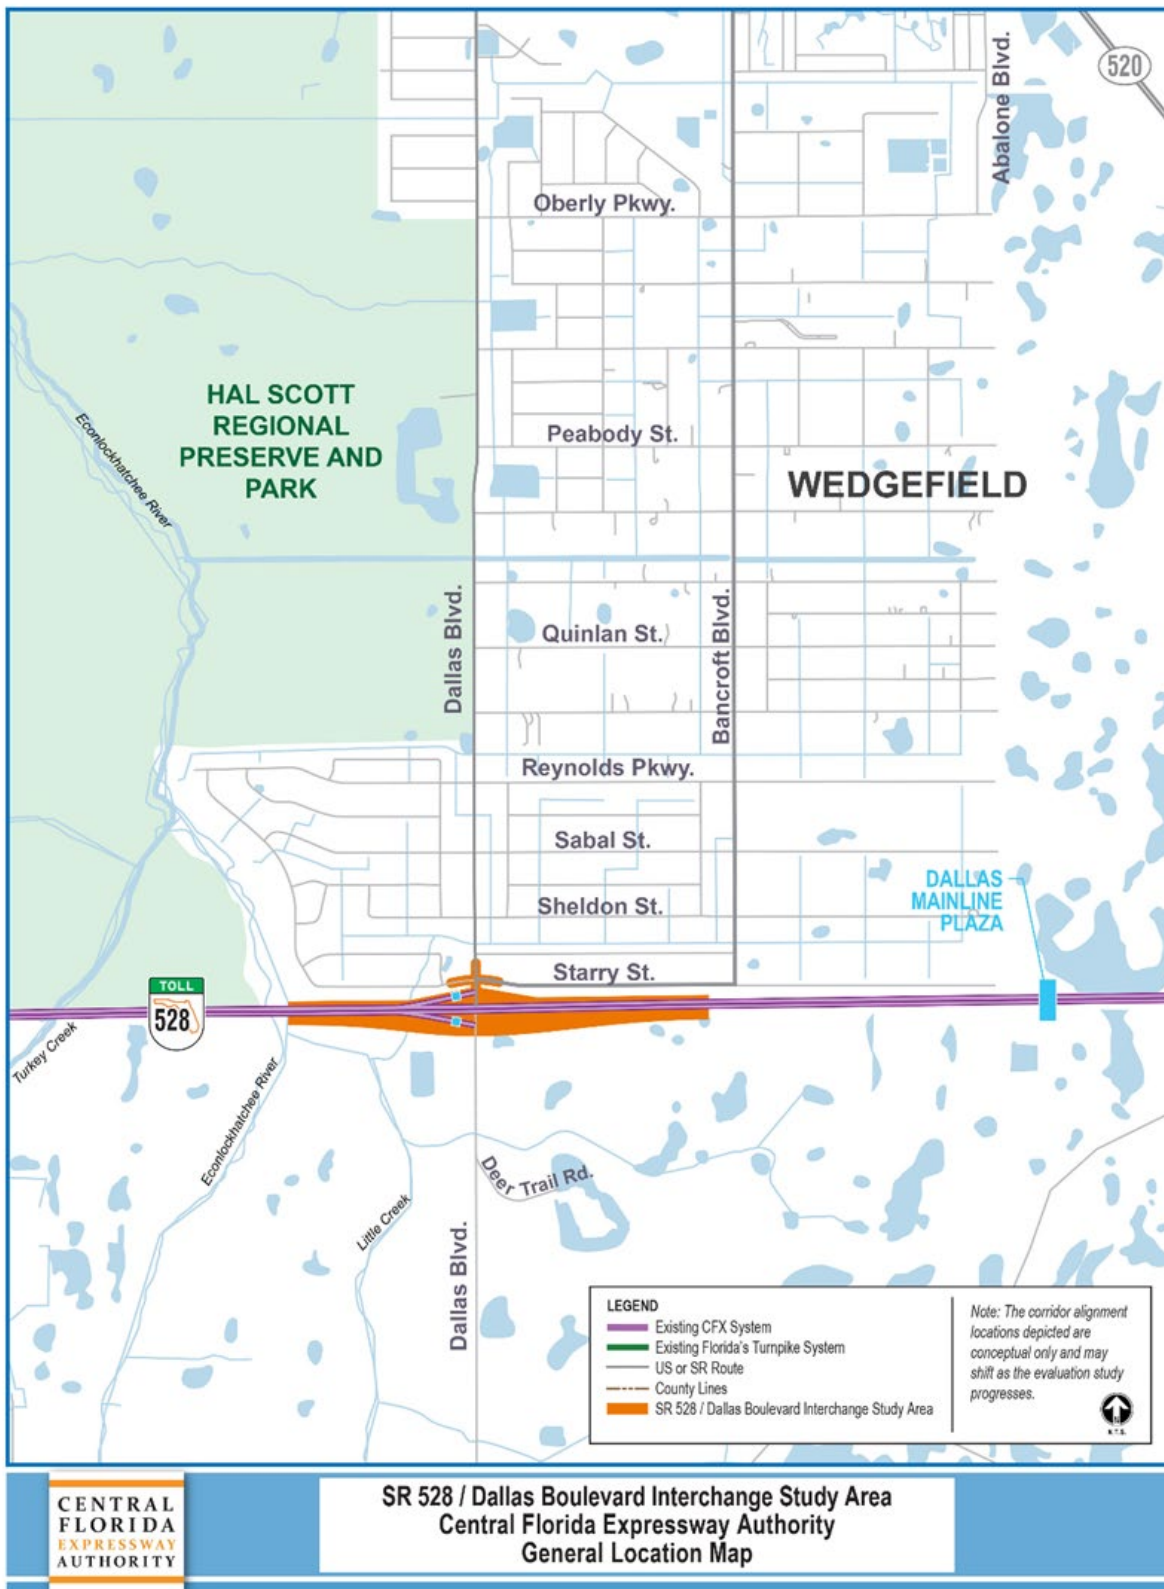 520
Abalone Blvd.
Oberly Pkwy.
HAL SCOTT
REGIONAL
PRESERVE AND
PARK
Econlockhatchee River
Peabody St.
WEDGEFIELD
Dallas Blvd.
Quinlan St.
Bancroft Blvd.
Reynolds Pkwy.
Sabal St.
DALLAS
MAINLINE
PLAZA
Sheldon St.
Starry St.
TOLL
528
Turkey Creek
Econlockhatchee River
Little Creek
Deer Trail Rd.
Dallas Blvd.
LEGEND
Existing CFX System
Existing Florida's Turnpike System
US or SR Route
County Lines
SR 528 / Dallas Boulevard Interchange Study Area
Note: The corridor alignment
locations depicted are
conceptual only and may
shift as the evaluation study
progresses.
N
N.T.S.
CENTRAL
FLORIDA
EXPRESSWAY
AUTHORITY
SR 528 / Dallas Boulevard Interchange Study Area
Central Florida Expressway Authority
General Location Map